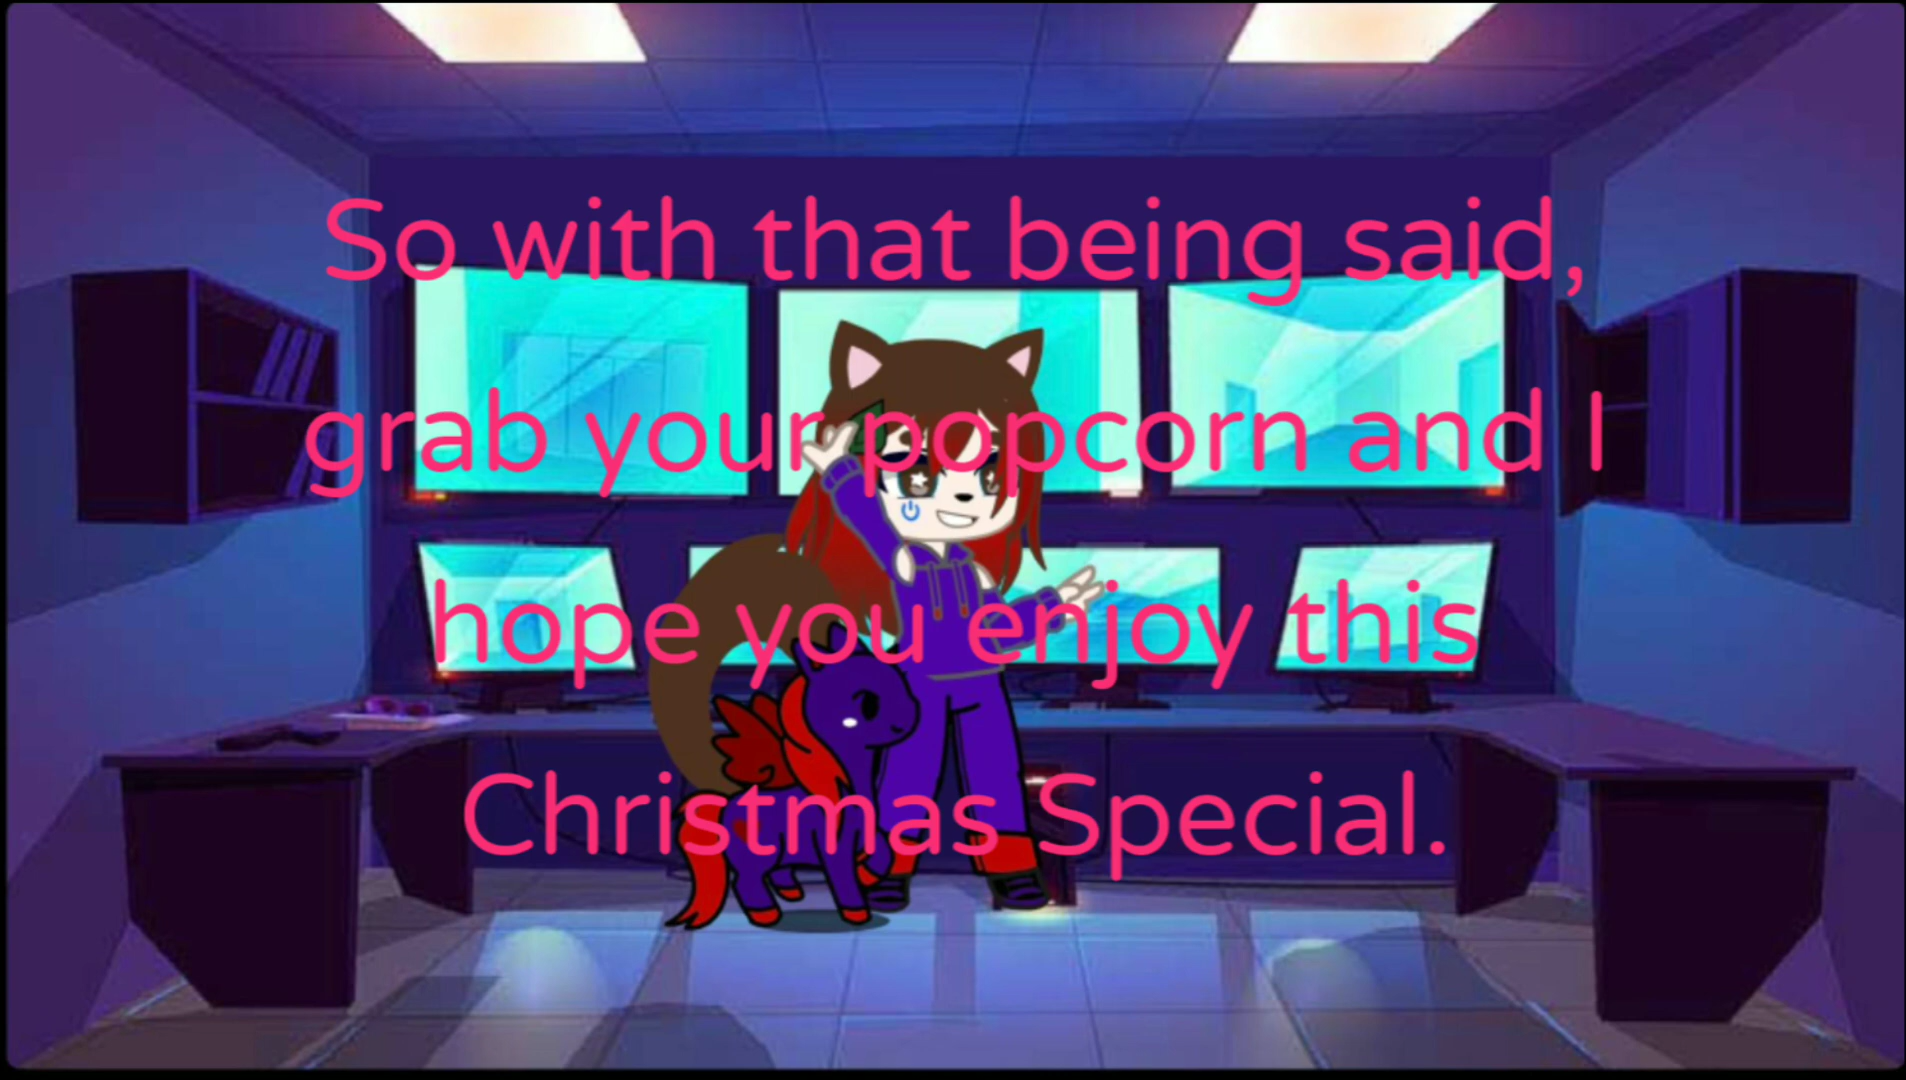 So with that being said,
grab your popcorn and I
hope you enjoy this
Christmas Special.